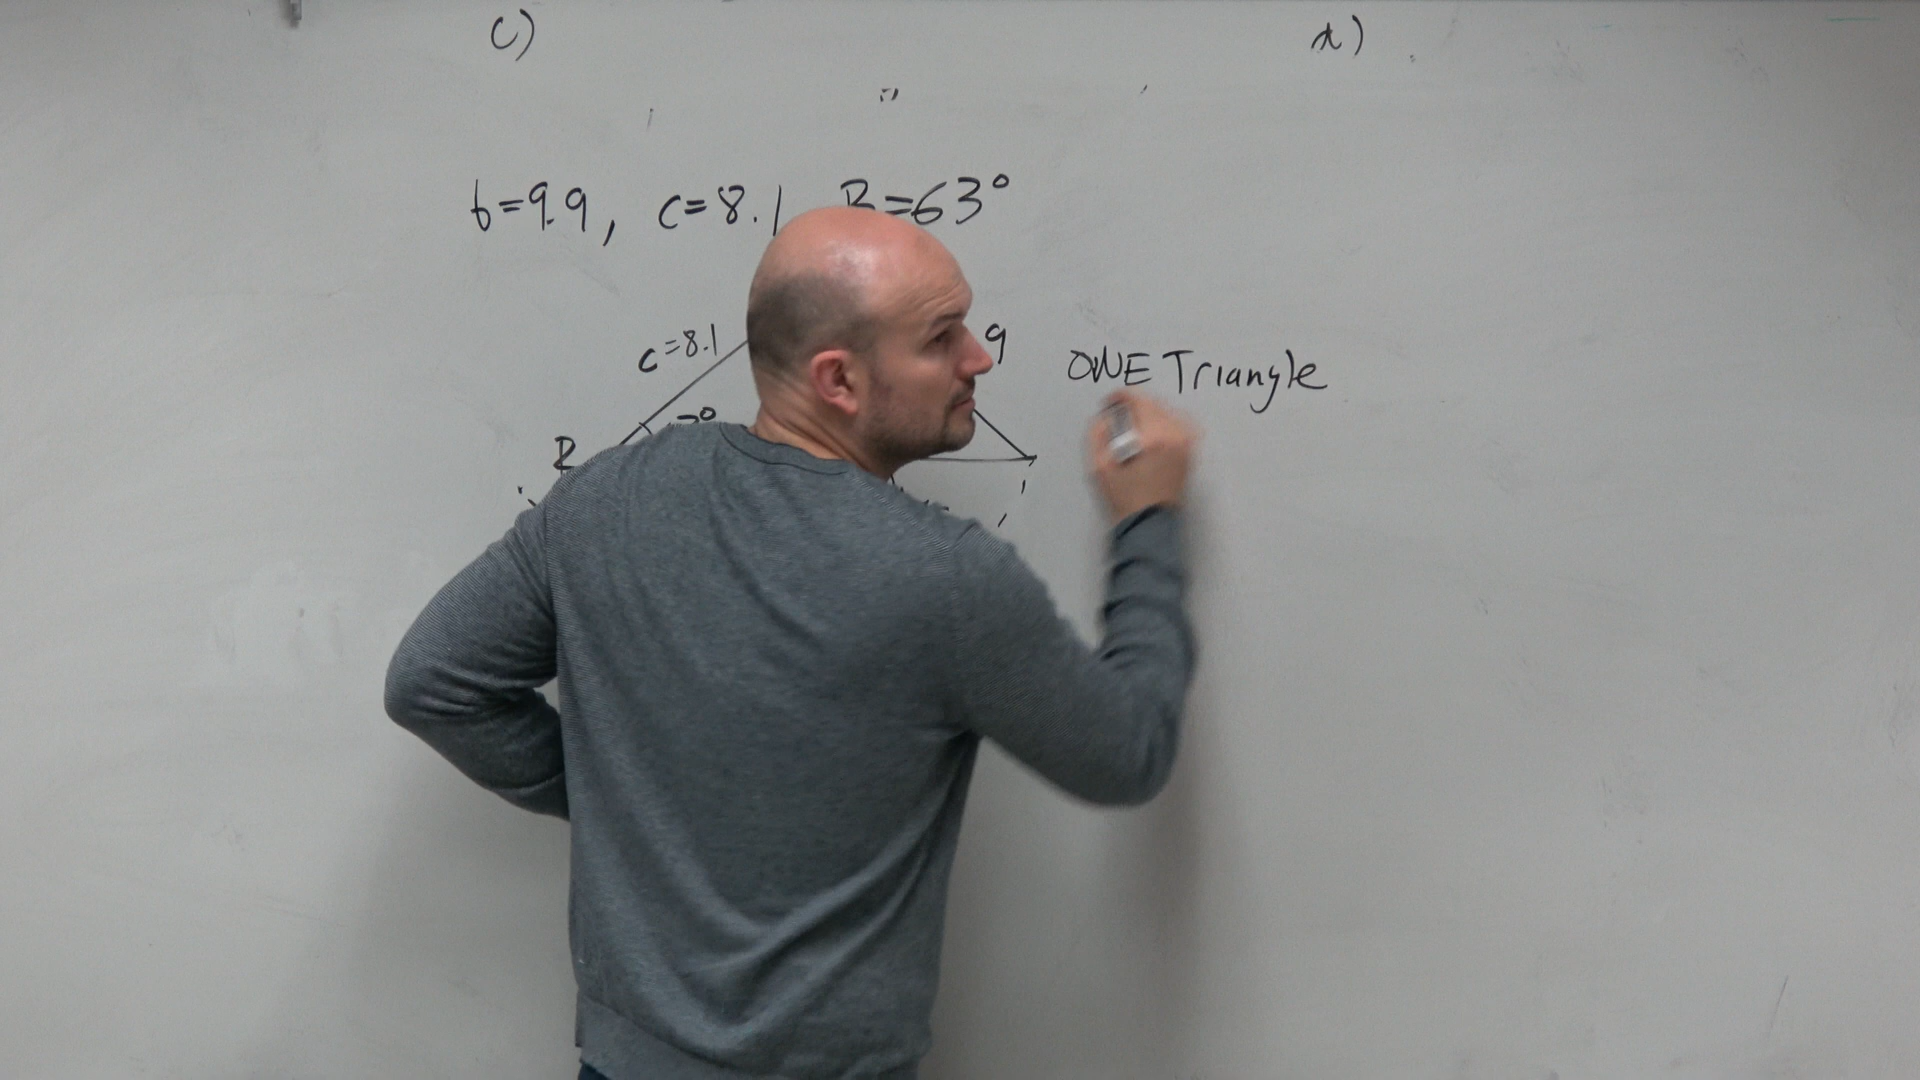 c) d)
b=9.9, c=8.1 B=63°
c=8.1 9 ONE Triangle
B